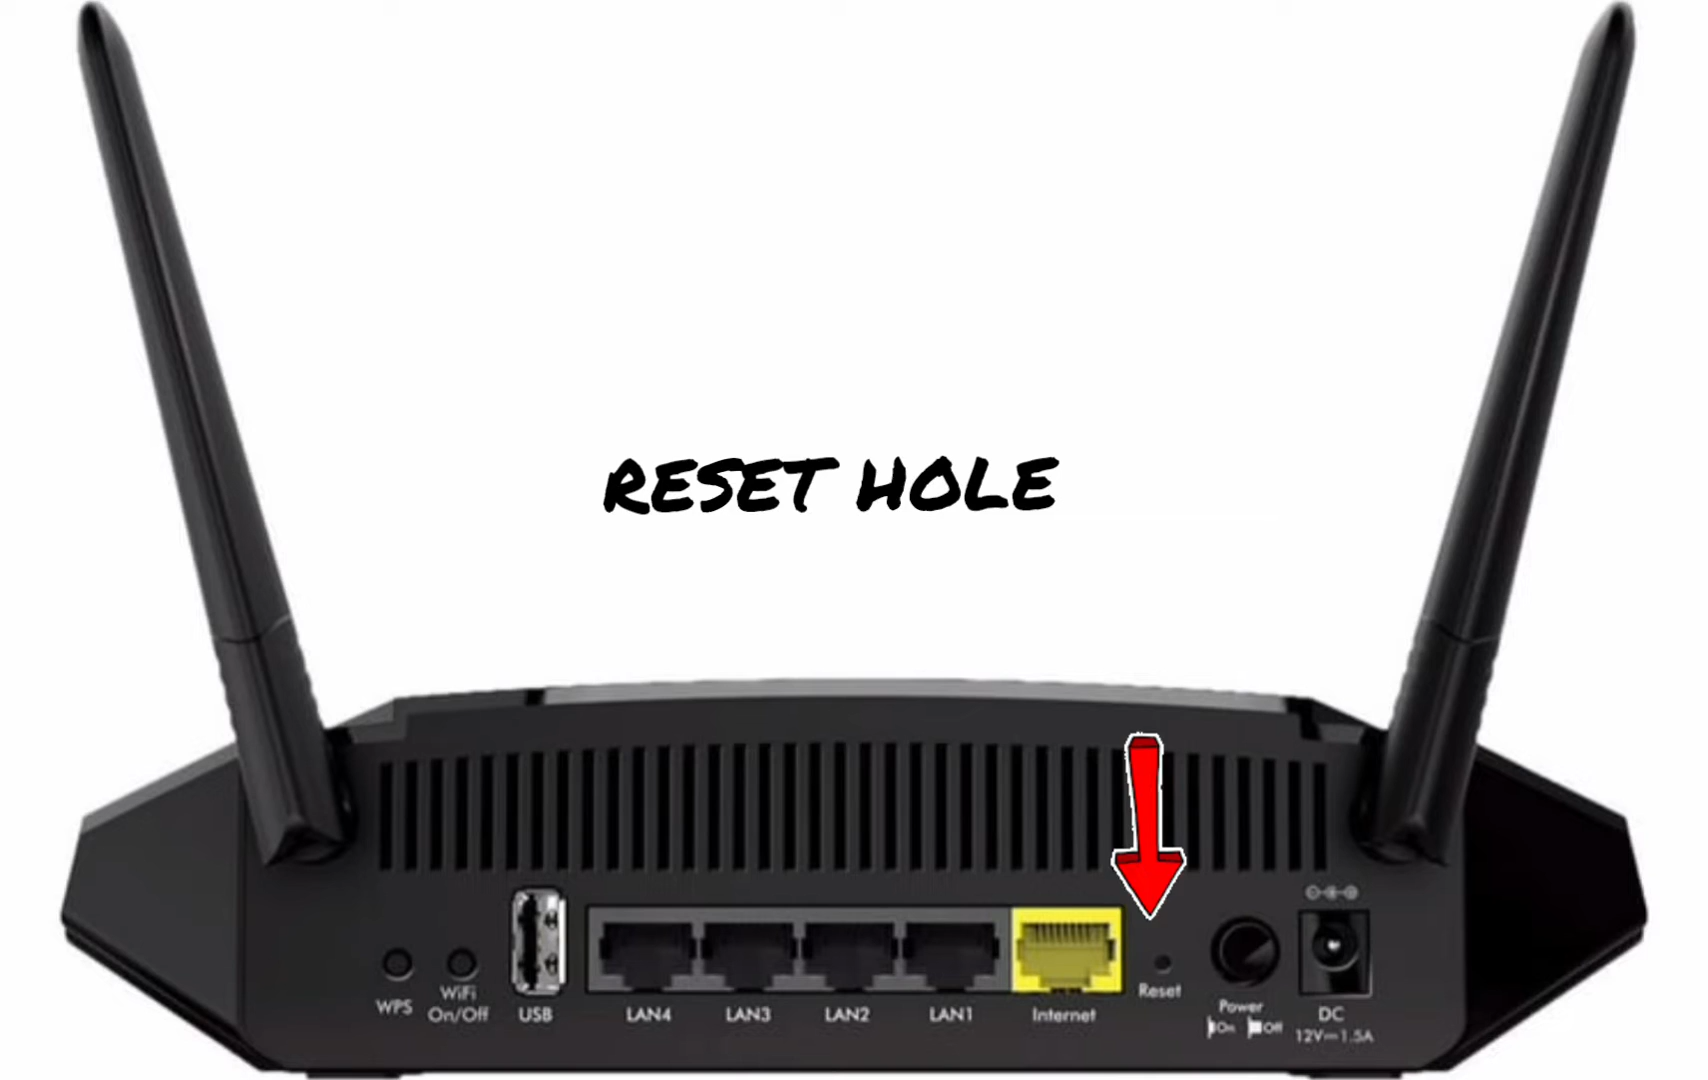 RESET HOLE
WPS
WiFi
On/Off
USB
LAN4
LAN3
LAN2
LAN1
Internet
Reset
Power
On Off
DC
12V⎓1.5A